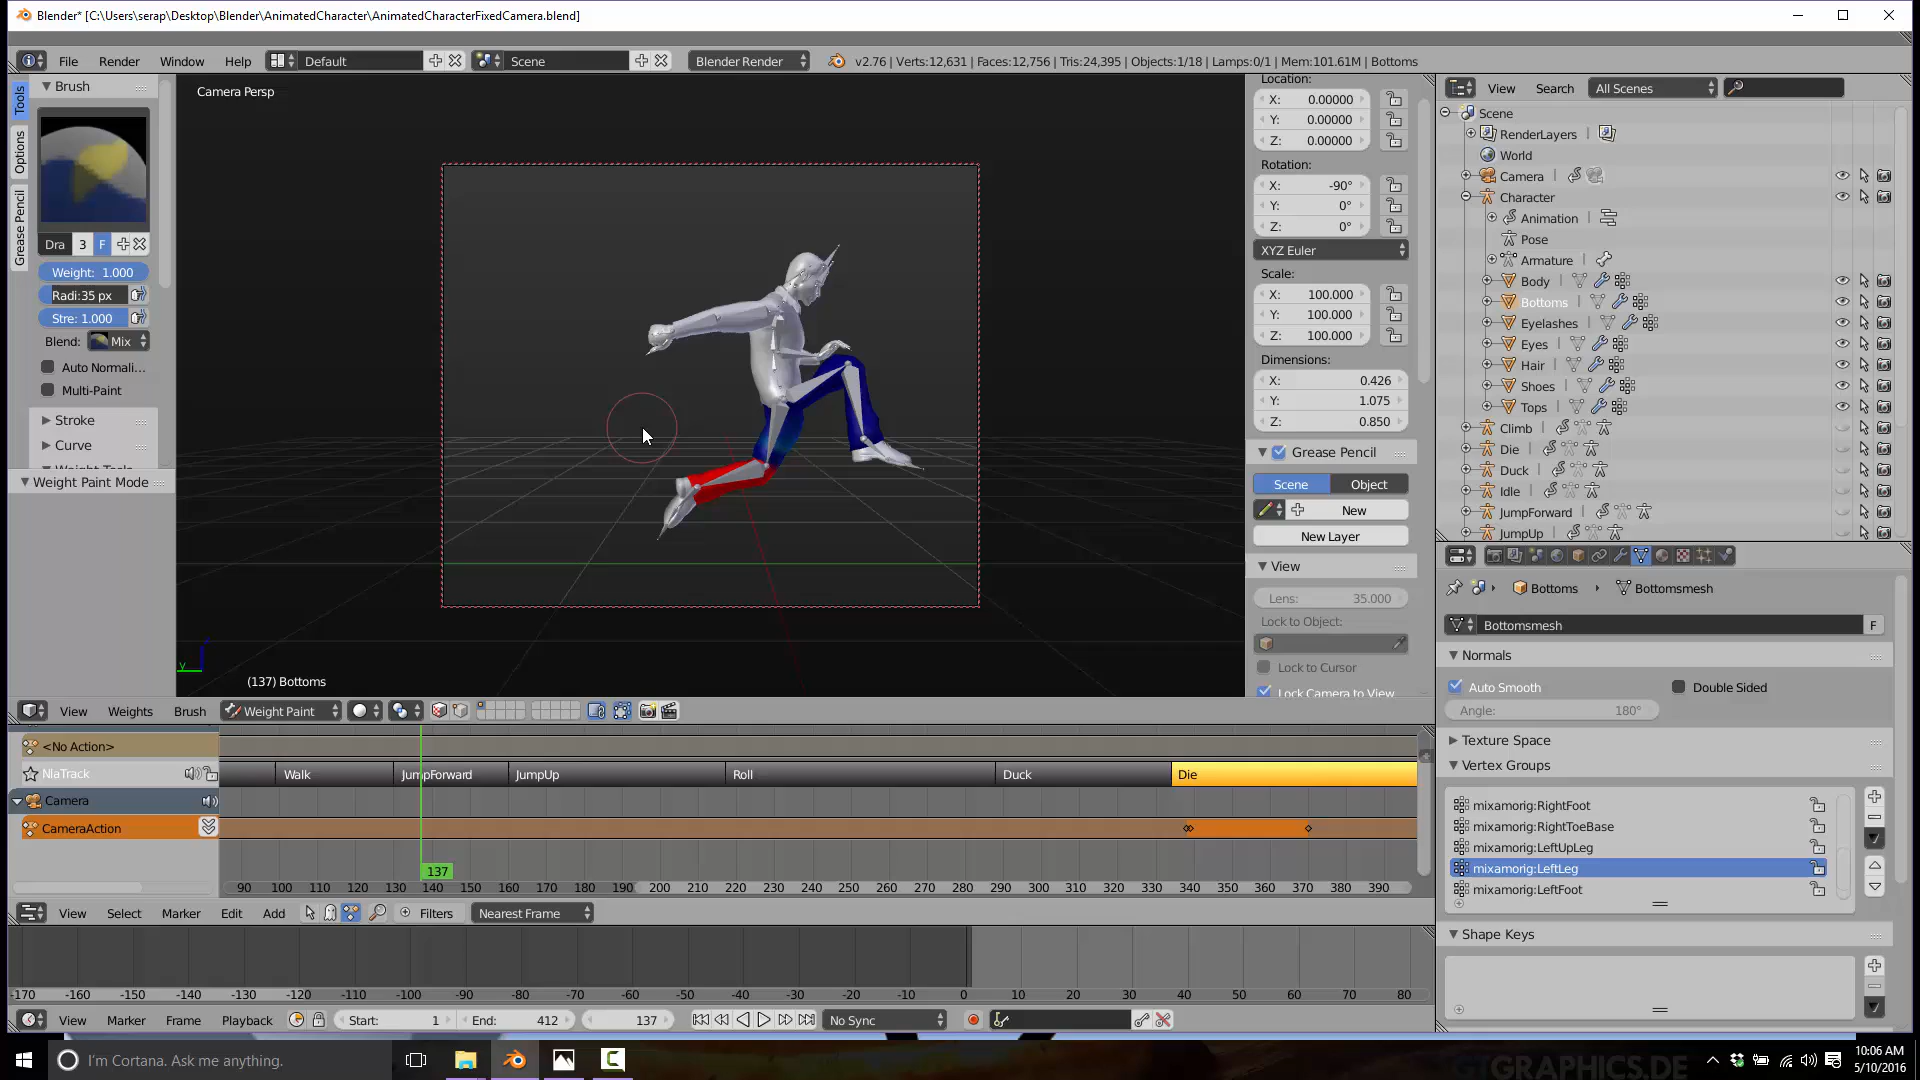 Blender* [C:\Users\serap\Desktop\Blender\AnimatedCharacter\AnimatedCharacterFixedCamera.blend]
File Render Window Help Default Scene Blender Render v2.76 | Verts:12,631 | Faces:12,756 | Tris:24,395 | Objects:1/18 | Lamps:0/1 | Mem:101.61M | Bottoms
Tools
Options
Grease Pencil
Brush
Dra 3 F
Weight: 1.000
Radi:35 px
Stre: 1.000
Blend: Mix
Auto Normali...
Multi-Paint
Stroke
Curve
Weight Tools
Weight Paint Mode
Camera Persp
y
(137) Bottoms
Location:
X: 0.00000
Y: 0.00000
Z: 0.00000
Rotation:
X: -90°
Y: 0°
Z: 0°
XYZ Euler
Scale:
X: 100.000
Y: 100.000
Z: 100.000
Dimensions:
X: 0.426
Y: 1.075
Z: 0.850
Grease Pencil
Scene Object
New
New Layer
View
Lens: 35.000
Lock to Object:
Lock to Cursor
Lock Camera to View
View Search All Scenes
Scene
RenderLayers
World
Camera
Character
Animation
Pose
Armature
Body
Bottoms
Eyelashes
Eyes
Hair
Shoes
Tops
Climb
Die
Duck
Idle
JumpForward
JumpUp
Bottoms Bottomsmesh
Bottomsmesh F
Normals
Auto Smooth Double Sided
Angle: 180°
Texture Space
Vertex Groups
mixamorig:RightFoot
mixamorig:RightToeBase
mixamorig:LeftUpLeg
mixamorig:LeftLeg
mixamorig:LeftFoot
Shape Keys
View Weights Brush Weight Paint
<No Action>
NlaTrack Walk JumpForward JumpUp Roll Duck Die
Camera
CameraAction
137
90 100 110 120 130 140 150 160 170 180 190 200 210 220 230 240 250 260 270 280 290 300 310 320 330 340 350 360 370 380 390
View Select Marker Edit Add Filters Nearest Frame
-170 -160 -150 -140 -130 -120 -110 -100 -90 -80 -70 -60 -50 -40 -30 -20 -10 0 10 20 30 40 50 60 70 80
View Marker Frame Playback Start: 1 End: 412 137 No Sync
I'm Cortana. Ask me anything.
GTGRAPHICS.DE
10:06 AM
5/10/2016